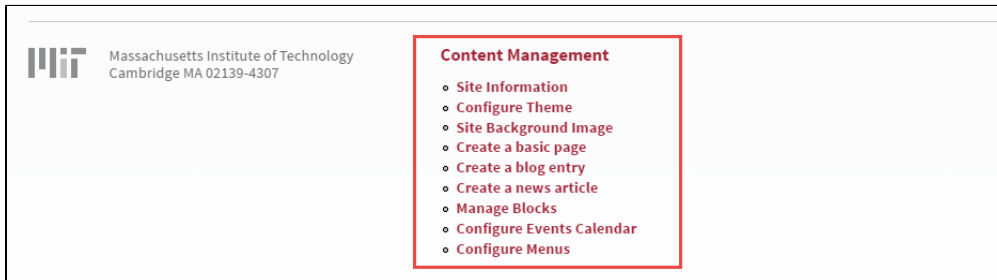 Massachusetts Institute of Technology
Cambridge MA 02139-4307
Content Management
Site Information
Configure Theme
Site Background Image
Create a basic page
Create a blog entry
Create a news article
Manage Blocks
Configure Events Calendar
Configure Menus